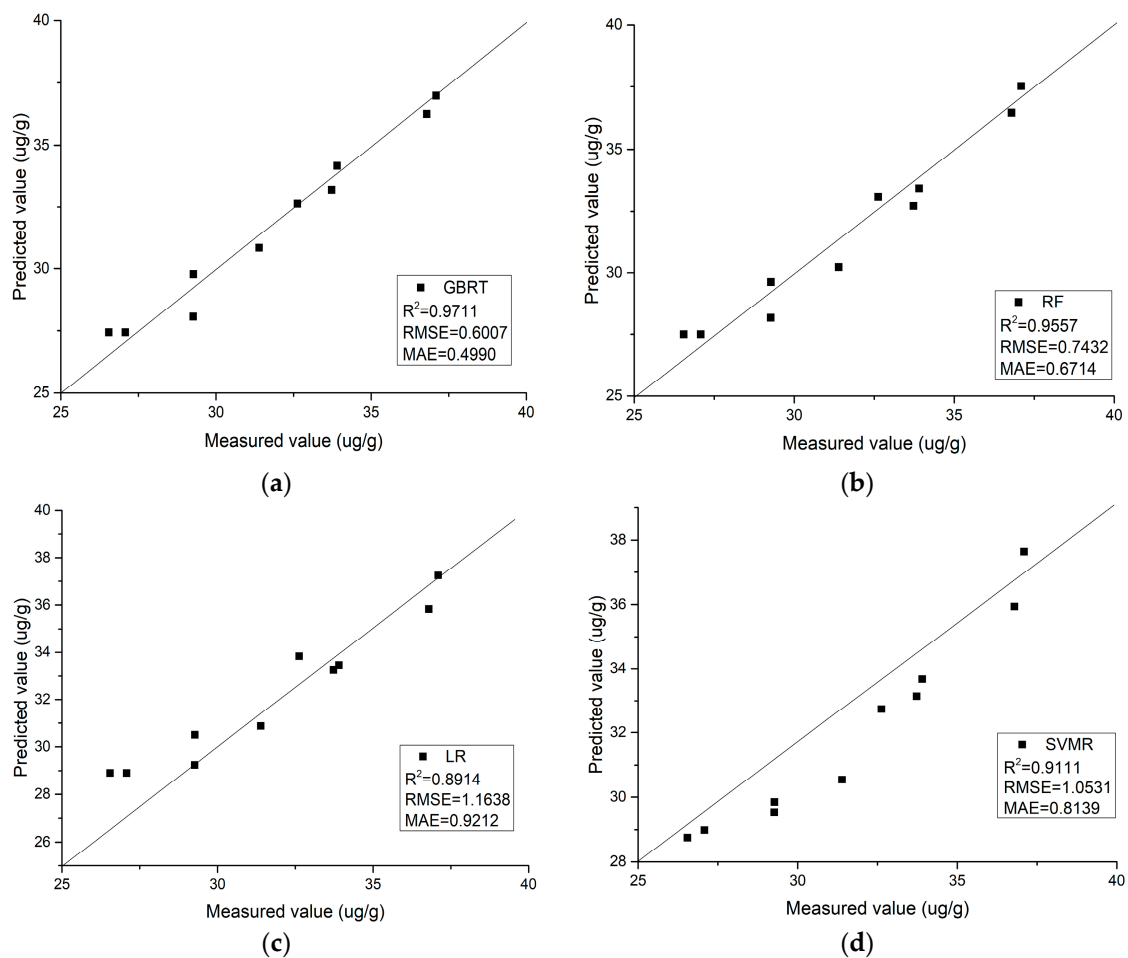 40
35
30
25
Predicted value (ug/g)
GBRT
R²=0.9711
RMSE=0.6007
MAE=0.4990
25 30 35 40
Measured value (ug/g)
(a)
40
35
30
25
Predicted value (ug/g)
RF
R²=0.9557
RMSE=0.7432
MAE=0.6714
25 30 35 40
Measured value (ug/g)
(b)
40
38
36
34
32
30
28
26
Predicted value (ug/g)
LR
R²=0.8914
RMSE=1.1638
MAE=0.9212
25 30 35 40
Measured value (ug/g)
(c)
38
36
34
32
30
28
Predicted value (ug/g)
SVMR
R²=0.9111
RMSE=1.0531
MAE=0.8139
25 30 35 40
Measured value (ug/g)
(d)